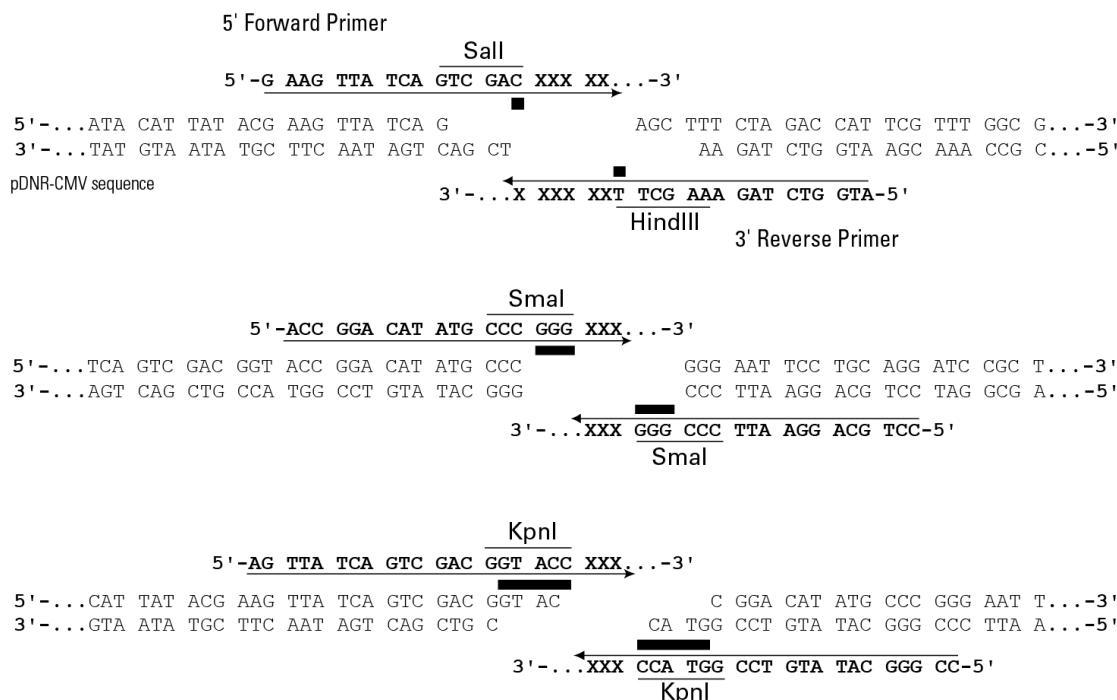 5' Forward Primer
SalI
5'-G AAG TTA TCA GTC GAC XXX XX...-3'
5'-...ATA CAT TAT ACG AAG TTA TCA G AGC TTT CTA GAC CAT TCG TTT GGC G...-3'
3'-...TAT GTA ATA TGC TTC AAT AGT CAG CT AA GAT CTG GTA AGC AAA CCG C...-5'
pDNR-CMV sequence
3'-...X XXX XXT TCG AAA GAT CTG GTA-5'
HindIII
3' Reverse Primer
SmaI
5'-ACC GGA CAT ATG CCC GGG XXX...-3'
5'-...TCA GTC GAC GGT ACC GGA CAT ATG CCC GGG AAT TCC TGC AGG ATC CGC T...-3'
3'-...AGT CAG CTG CCA TGG CCT GTA TAC GGG CCC TTA AGG ACG TCC TAG GCG A...-5'
3'-...XXX GGG CCC TTA AGG ACG TCC-5'
SmaI
KpnI
5'-AG TTA TCA GTC GAC GGT ACC XXX...-3'
5'-...CAT TAT ACG AAG TTA TCA GTC GAC GGT AC C GGA CAT ATG CCC GGG AAT T...-3'
3'-...GTA ATA TGC TTC AAT AGT CAG CTG C CA TGG CCT GTA TAC GGG CCC TTA A...-5'
3'-...XXX CCA TGG CCT GTA TAC GGG CC-5'
KpnI